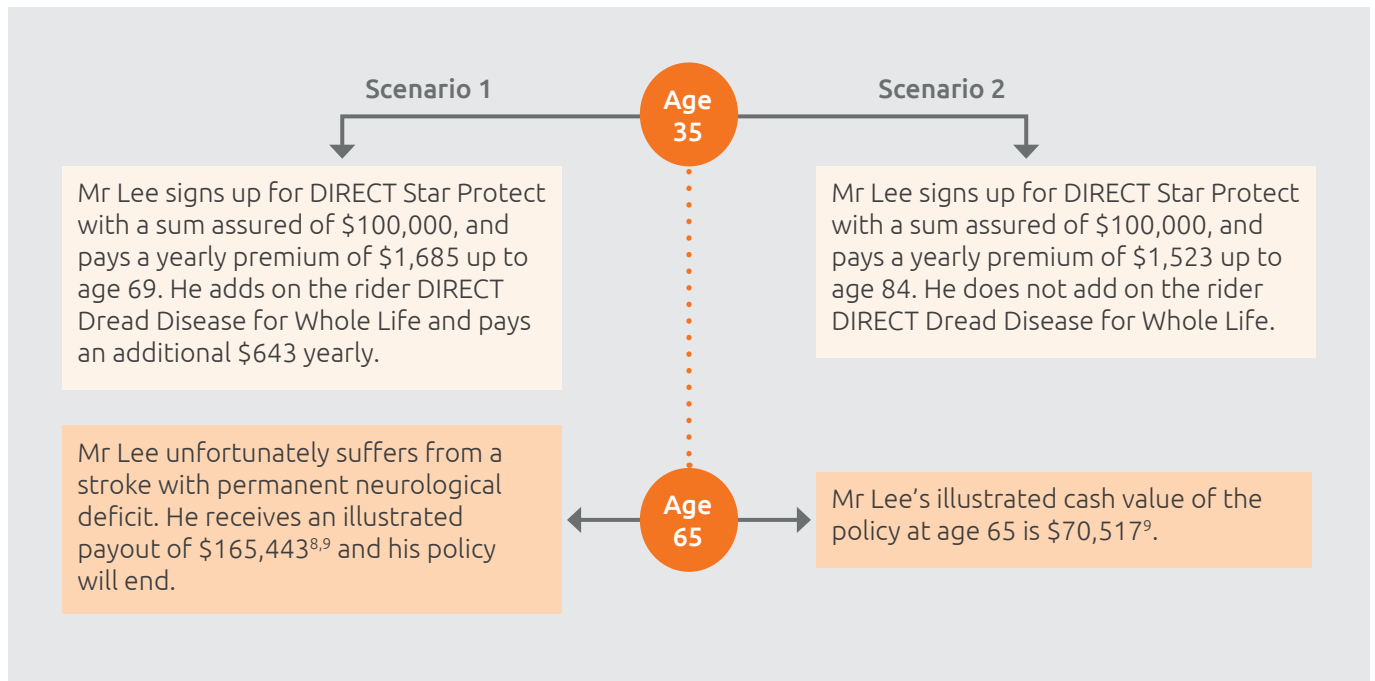 Scenario 1
Age
35
Scenario 2
Mr Lee signs up for DIRECT Star Protect
with a sum assured of $100,000, and
pays a yearly premium of $1,685 up to
age 69. He adds on the rider DIRECT
Dread Disease for Whole Life and pays
an additional $643 yearly.
Mr Lee signs up for DIRECT Star Protect
with a sum assured of $100,000, and
pays a yearly premium of $1,523 up to
age 84. He does not add on the rider
DIRECT Dread Disease for Whole Life.
Mr Lee unfortunately suffers from a
stroke with permanent neurological
deficit. He receives an illustrated
payout of $165,443⁸,⁹ and his policy
will end.
Age
65
Mr Lee’s illustrated cash value of the
policy at age 65 is $70,517⁹.